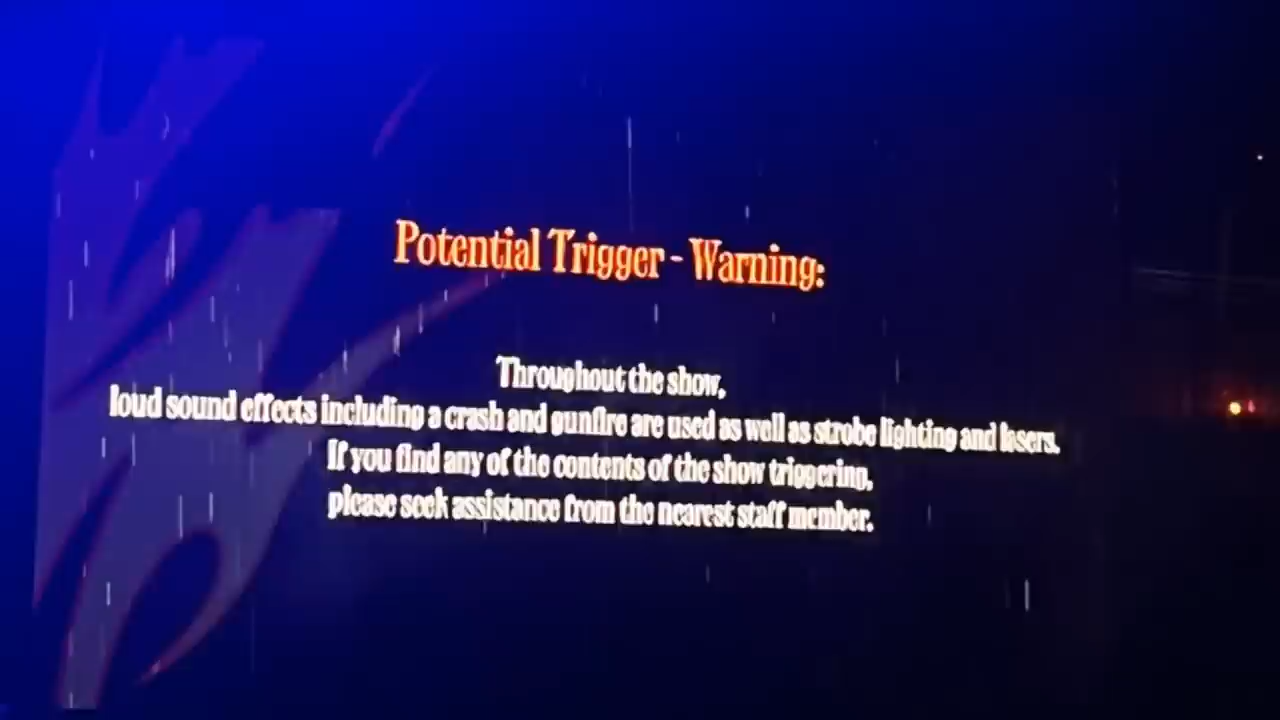 Potential Trigger - Warning:
Throughout the show,
loud sound effects including a crash and gunfire are used as well as strobe lighting and lasers.
If you find any of the contents of the show triggering,
please seek assistance from the nearest staff member.